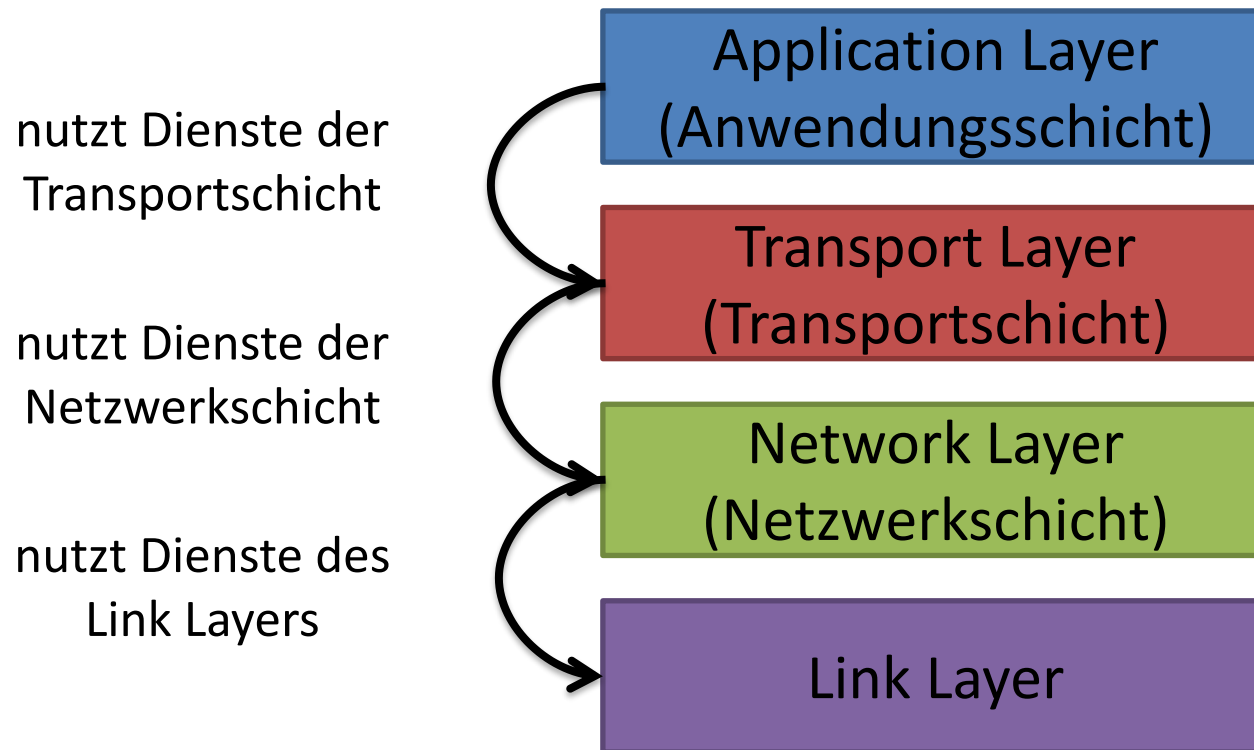 Application Layer
(Anwendungsschicht)
nutzt Dienste der
Transportschicht
Transport Layer
(Transportschicht)
nutzt Dienste der
Netzwerkschicht
Network Layer
(Netzwerkschicht)
nutzt Dienste des
Link Layers
Link Layer